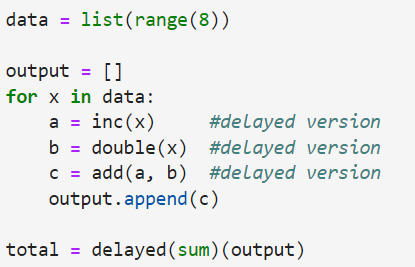 data = list(range(8))
output = []
for x in data:
    a = inc(x)      #delayed version
    b = double(x)  #delayed version
    c = add(a, b)  #delayed version
    output.append(c)
total = delayed(sum)(output)